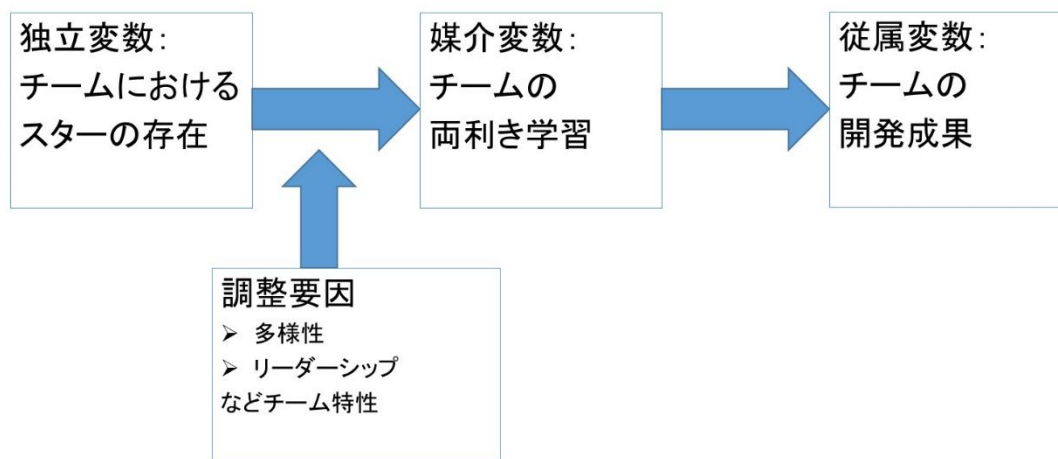 独立変数：
チームにおける
スターの存在
媒介変数：
チームの
両利き学習
従属変数：
チームの
開発成果
調整要因
➢ 多様性
➢ リーダーシップ
などチーム特性